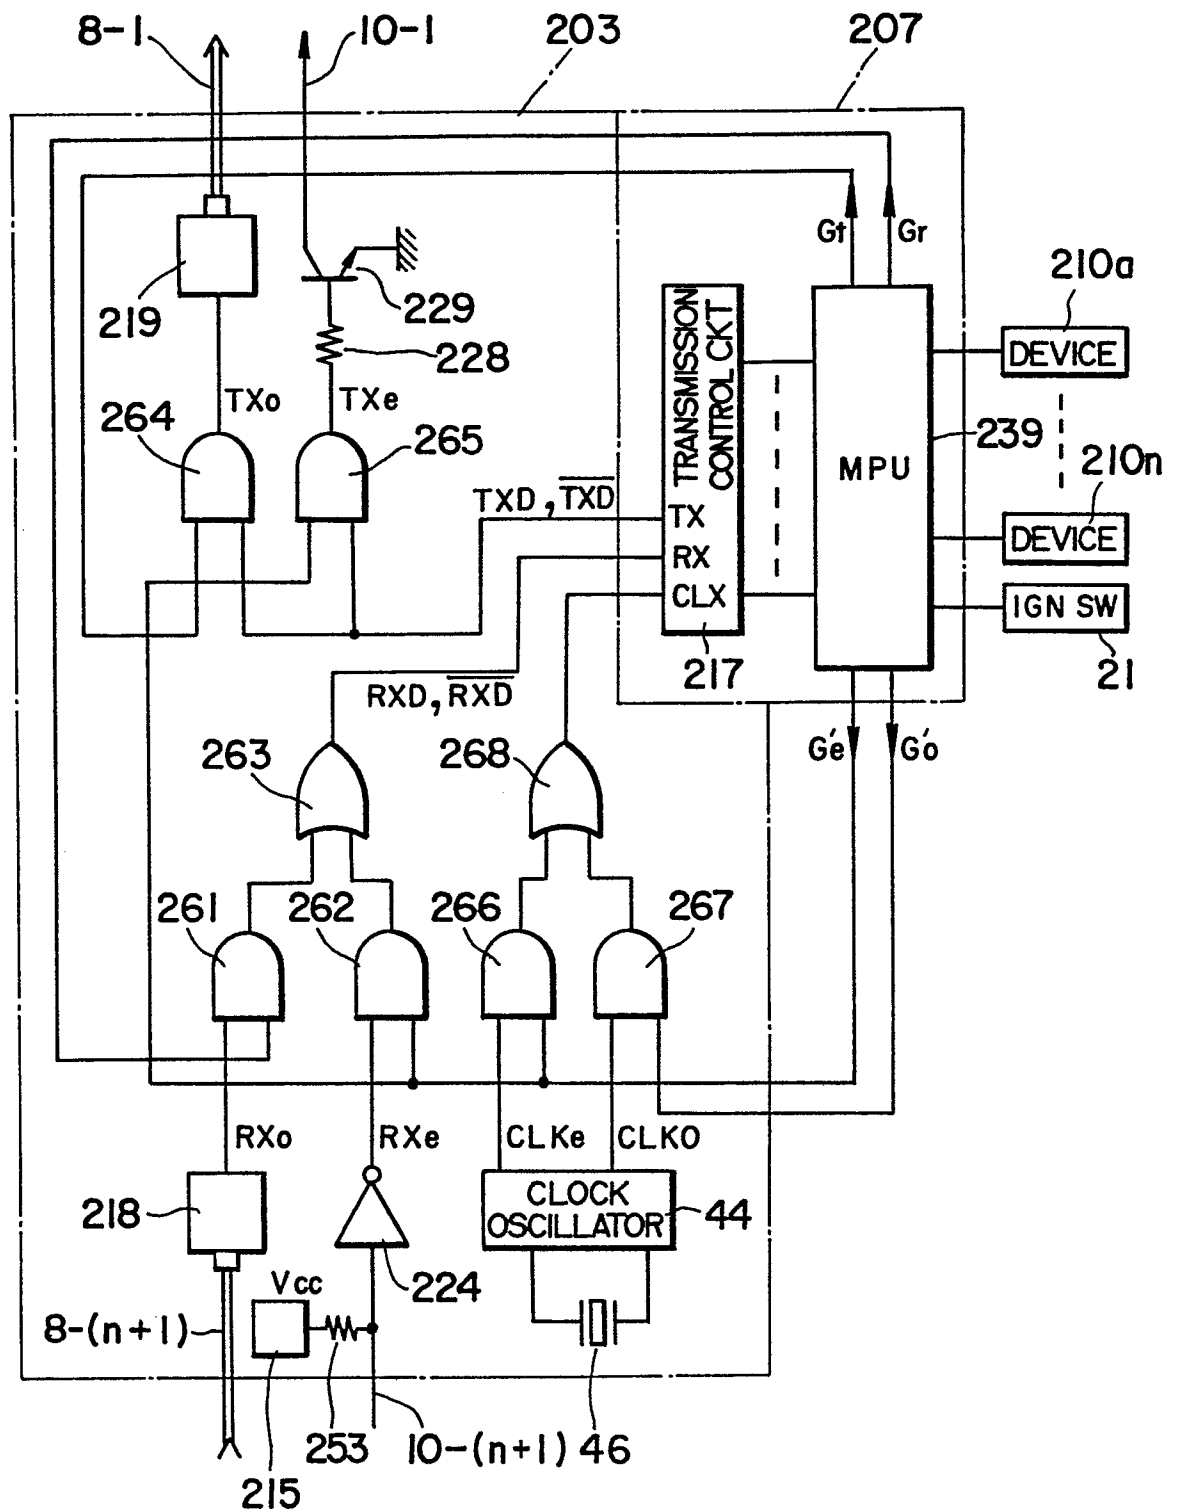 8-1
10-1
203
207
Gt
Gr
210a
DEVICE
219
229
228
TRANSMISSION
CONTROL CKT
239
MPU
TXo
TXe
264
265
210n
DEVICE
TXD, T̅X̅D̅
TX
RX
CLX
IGN SW
217
21
RXD, R̅X̅D̅
G'e
G'o
263
268
261
262
266
267
RXo
RXe
CLKe
CLKO
CLOCK
OSCILLATOR
44
218
224
Vcc
8-(n+1)
253
10-(n+1)
46
215